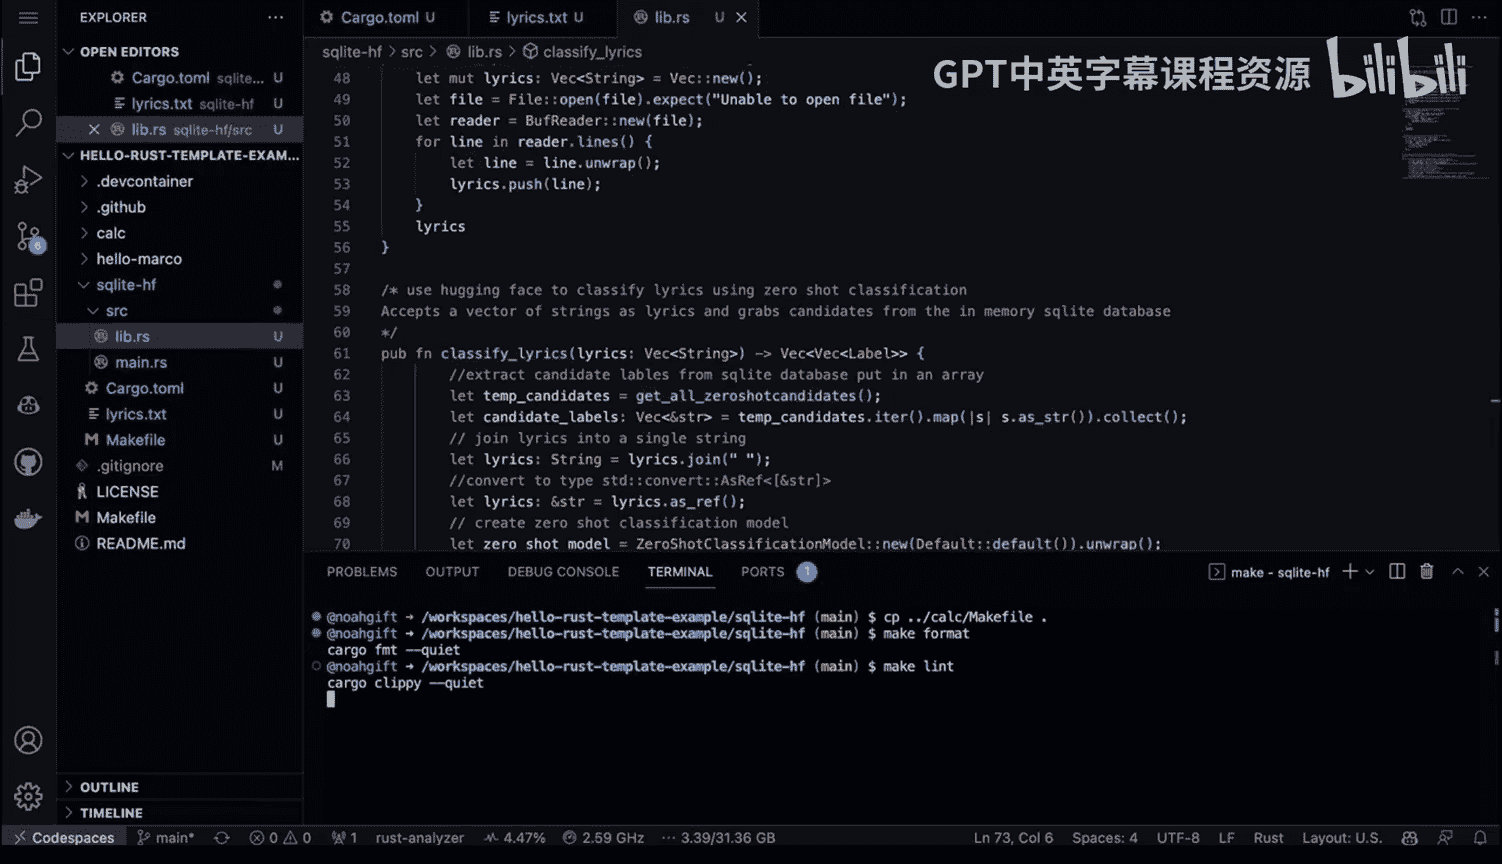 EXPLORER
Cargo.toml U
lyrics.txt U
lib.rs U
OPEN EDITORS
sqlite-hf > src > lib.rs > classify_lyrics
Cargo.toml sqlite... U
lyrics.txt sqlite-hf U
lib.rs sqlite-hf/src U
HELLO-RUST-TEMPLATE-EXAM...
.devcontainer
.github
calc
hello-marco
sqlite-hf
src
lib.rs U
main.rs U
Cargo.toml U
lyrics.txt U
Makefile U
.gitignore M
LICENSE
Makefile
README.md
OUTLINE
TIMELINE
6
GPT中英字幕课程资源 bilibili
48 let mut lyrics: Vec<String> = Vec::new();
49 let file = File::open(file).expect("Unable to open file");
50 let reader = BufReader::new(file);
51 for line in reader.lines() {
52 let line = line.unwrap();
53 lyrics.push(line);
54 }
55 lyrics
56 }
57
58 /* use hugging face to classify lyrics using zero shot classification
59 Accepts a vector of strings as lyrics and grabs candidates from the in memory sqlite database
60 */
61 pub fn classify_lyrics(lyrics: Vec<String>) -> Vec<Vec<Label>> {
62 //extract candidate lables from sqlite database put in an array
63 let temp_candidates = get_all_zeroshotcandidates();
64 let candidate_labels: Vec<&str> = temp_candidates.iter().map(|s| s.as_str()).collect();
65 // join lyrics into a single string
66 let lyrics: String = lyrics.join(" ");
67 //convert to type std::convert::AsRef<[&str]>
68 let lyrics: &str = lyrics.as_ref();
69 // create zero shot classification model
70 let zero_shot_model = ZeroShotClassificationModel::new(Default::default()).unwrap();
PROBLEMS OUTPUT DEBUG CONSOLE TERMINAL PORTS 1 make - sqlite-hf
@noahgift → /workspaces/hello-rust-template-example/sqlite-hf (main) $ cp ../calc/Makefile .
@noahgift → /workspaces/hello-rust-template-example/sqlite-hf (main) $ make format
cargo fmt --quiet
@noahgift → /workspaces/hello-rust-template-example/sqlite-hf (main) $ make lint
cargo clippy --quiet
Codespaces main* 0 0 1 rust-analyzer 4.47% 2.59 GHz 3.39/31.36 GB Ln 73, Col 6 Spaces: 4 UTF-8 LF Rust Layout: U.S.